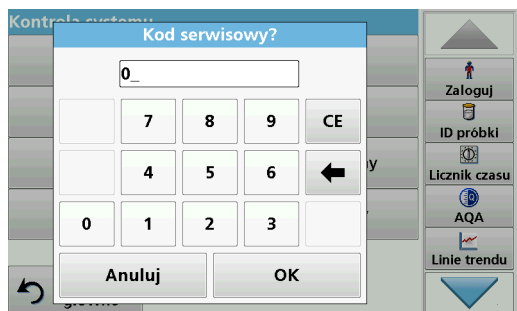 Kontrola systemu
Kod serwisowy?
0_
7 8 9 CE
4 5 6
0 1 2 3
Anuluj OK
Zaloguj
ID próbki
Licznik czasu
AQA
Linie trendu